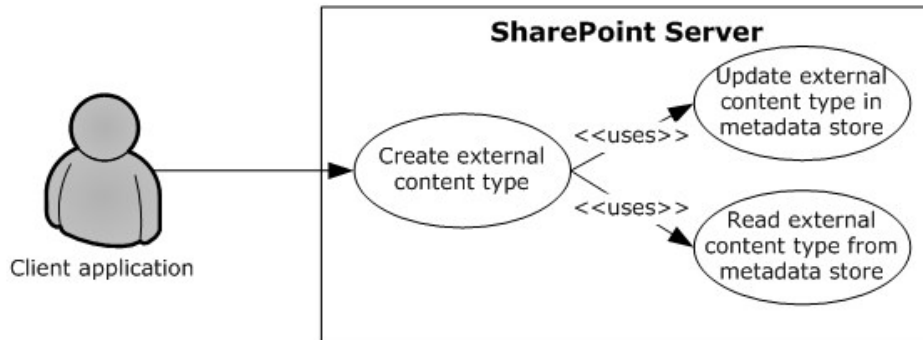 SharePoint Server
Update external
content type in
metadata store
<<uses>>
Create external
content type
<<uses>>
Read external
content type from
metadata store
Client application